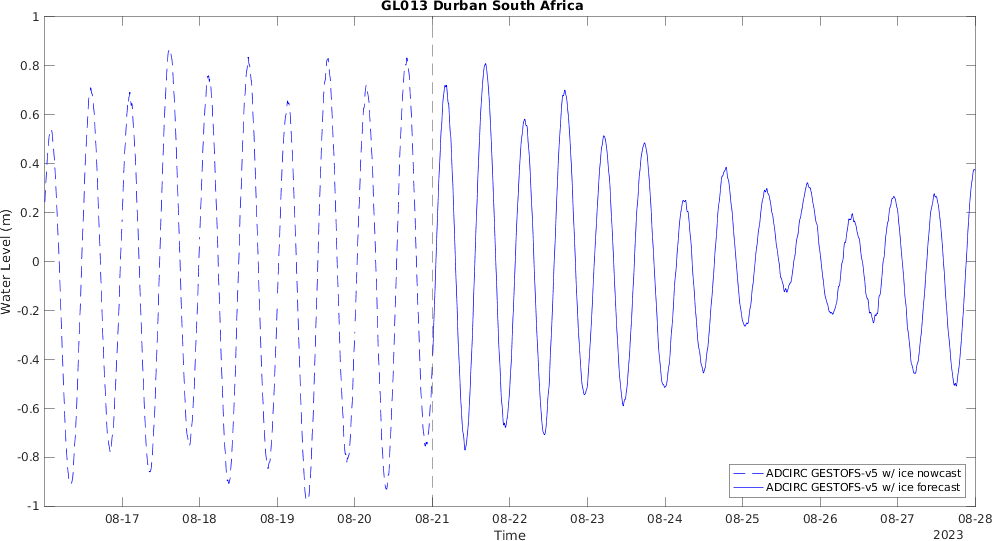 GL013 Durban South Africa
Water Level (m)
1
0.8
0.6
0.4
0.2
0
-0.2
-0.4
-0.6
-0.8
-1
ADCIRC GESTOFS-v5 w/ ice nowcast
ADCIRC GESTOFS-v5 w/ ice forecast
08-17 08-18 08-19 08-20 08-21 08-22 08-23 08-24 08-25 08-26 08-27 08-28
Time
2023